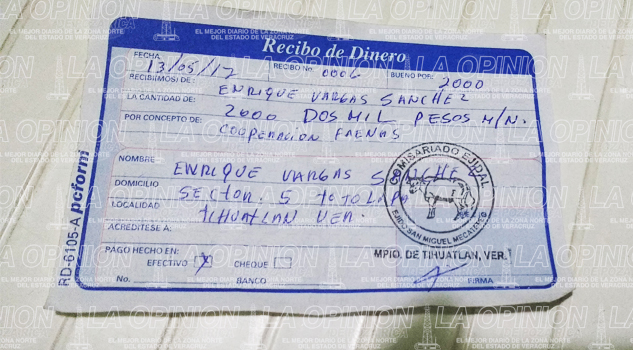 Recibo de Dinero
FECHA 13/05/17 RECIBO No. 0006 BUENO POR: 2000
RECIBI(MOS) DE: ENRIQUE VARGAS SANCHEZ
LA CANTIDAD DE: 2000 DOS MIL PESOS M/N.
POR CONCEPTO DE: COOPERACION FAENAS
NOMBRE ENRIQUE VARGAS
DOMICILIO SECTOR. 5
LOCALIDAD TIHUATLAN VER.
ACREDITESE A:
PAGO HECHO EN:
EFECTIVO X CHEQUE
No. BANCO
COMISARIADO EJIDAL
EJIDO SAN MIGUEL MECATEPEC
MPIO. DE TIHUATLAN, VER.
FIRMA
RD-6105-A pcform
LA OPINION
EL MEJOR DIARIO DE LA ZONA NORTE
DEL ESTADO DE VERACRUZ